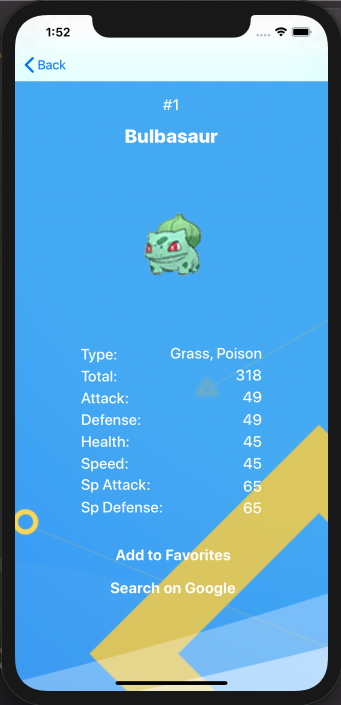 1:52
Back
#1
Bulbasaur
Type: Grass, Poison
Total: 318
Attack: 49
Defense: 49
Health: 45
Speed: 45
Sp Attack: 65
Sp Defense: 65
Add to Favorites
Search on Google